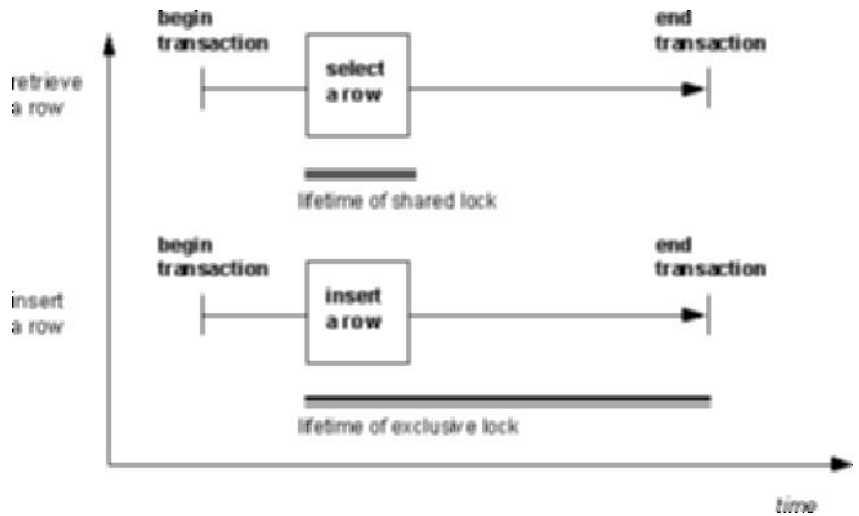 begin
transaction
end
transaction
retrieve
a row
select
a row
lifetime of shared lock
begin
transaction
end
transaction
insert
a row
insert
a row
lifetime of exclusive lock
time